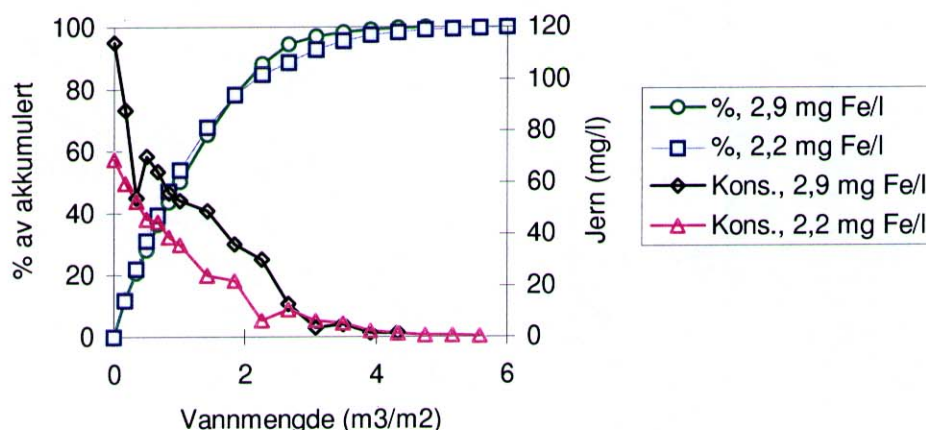 % av akkumulert
100
80
60
40
20
0
0
2
4
6
Vannmengde (m3/m2)
120
100
80
60
40
20
0
Jern (mg/l)
%, 2,9 mg Fe/l
%, 2,2 mg Fe/l
Kons., 2,9 mg Fe/l
Kons., 2,2 mg Fe/l